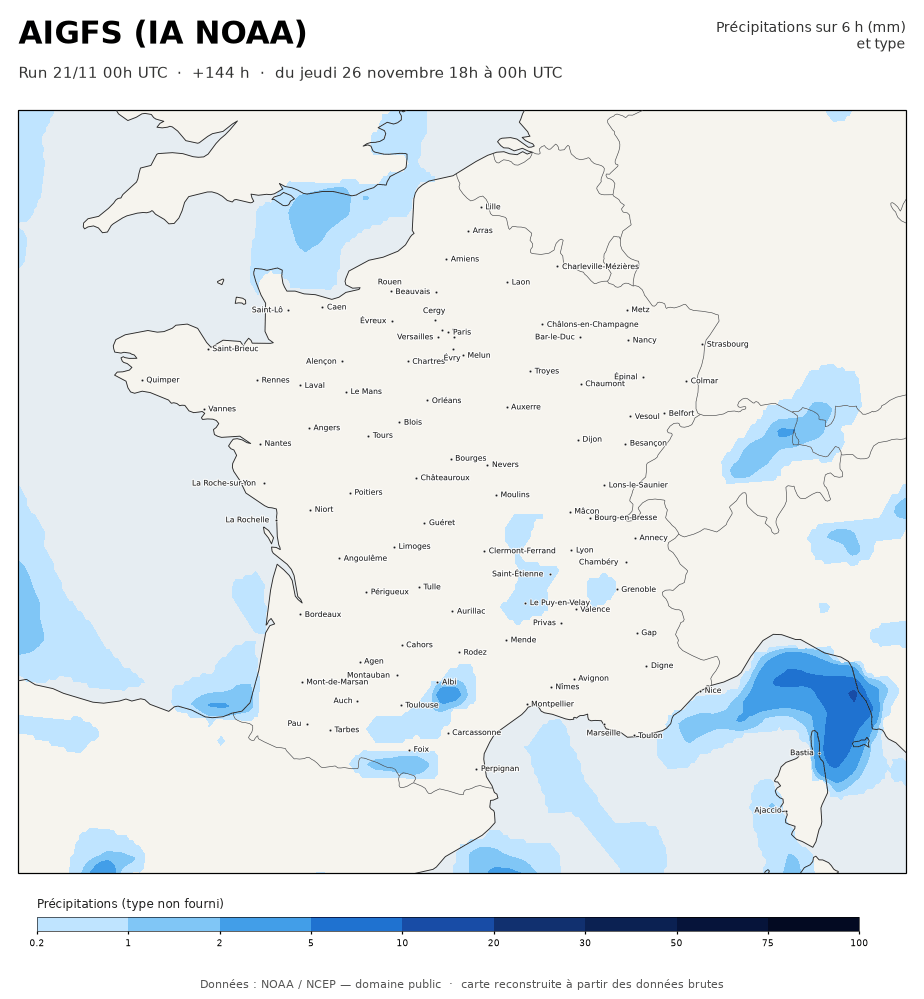 AIGFS (IA NOAA)
Précipitations sur 6 h (mm)
et type
Run 21/11 00h UTC · +144 h · du jeudi 26 novembre 18h à 00h UTC
Lille
Arras
Amiens
Charleville-Mézières
Rouen
Laon
Beauvais
Saint-Lô
Caen
Cergy
Metz
Évreux
Châlons-en-Champagne
Paris
Versailles
Bar-le-Duc
Nancy
Strasbourg
Saint-Brieuc
Évry
Melun
Alençon
Chartres
Troyes
Épinal
Quimper
Rennes
Laval
Chaumont
Colmar
Le Mans
Orléans
Vannes
Auxerre
Vesoul
Belfort
Blois
Angers
Tours
Dijon
Besançon
Nantes
Bourges
Nevers
Châteauroux
La Roche-sur-Yon
Lons-le-Saunier
Poitiers
Moulins
Niort
Mâcon
Bourg-en-Bresse
La Rochelle
Guéret
Annecy
Limoges
Clermont-Ferrand
Lyon
Angoulême
Chambéry
Saint-Étienne
Tulle
Grenoble
Périgueux
Le Puy-en-Velay
Valence
Bordeaux
Aurillac
Privas
Gap
Mende
Cahors
Rodez
Agen
Digne
Montauban
Avignon
Mont-de-Marsan
Albi
Nîmes
Nice
Auch
Toulouse
Montpellier
Pau
Tarbes
Carcassonne
Marseille
Toulon
Foix
Bastia
Perpignan
Ajaccio
Précipitations (type non fourni)
0.2 1 2 5 10 20 30 50 75 100
Données : NOAA / NCEP — domaine public · carte reconstruite à partir des données brutes